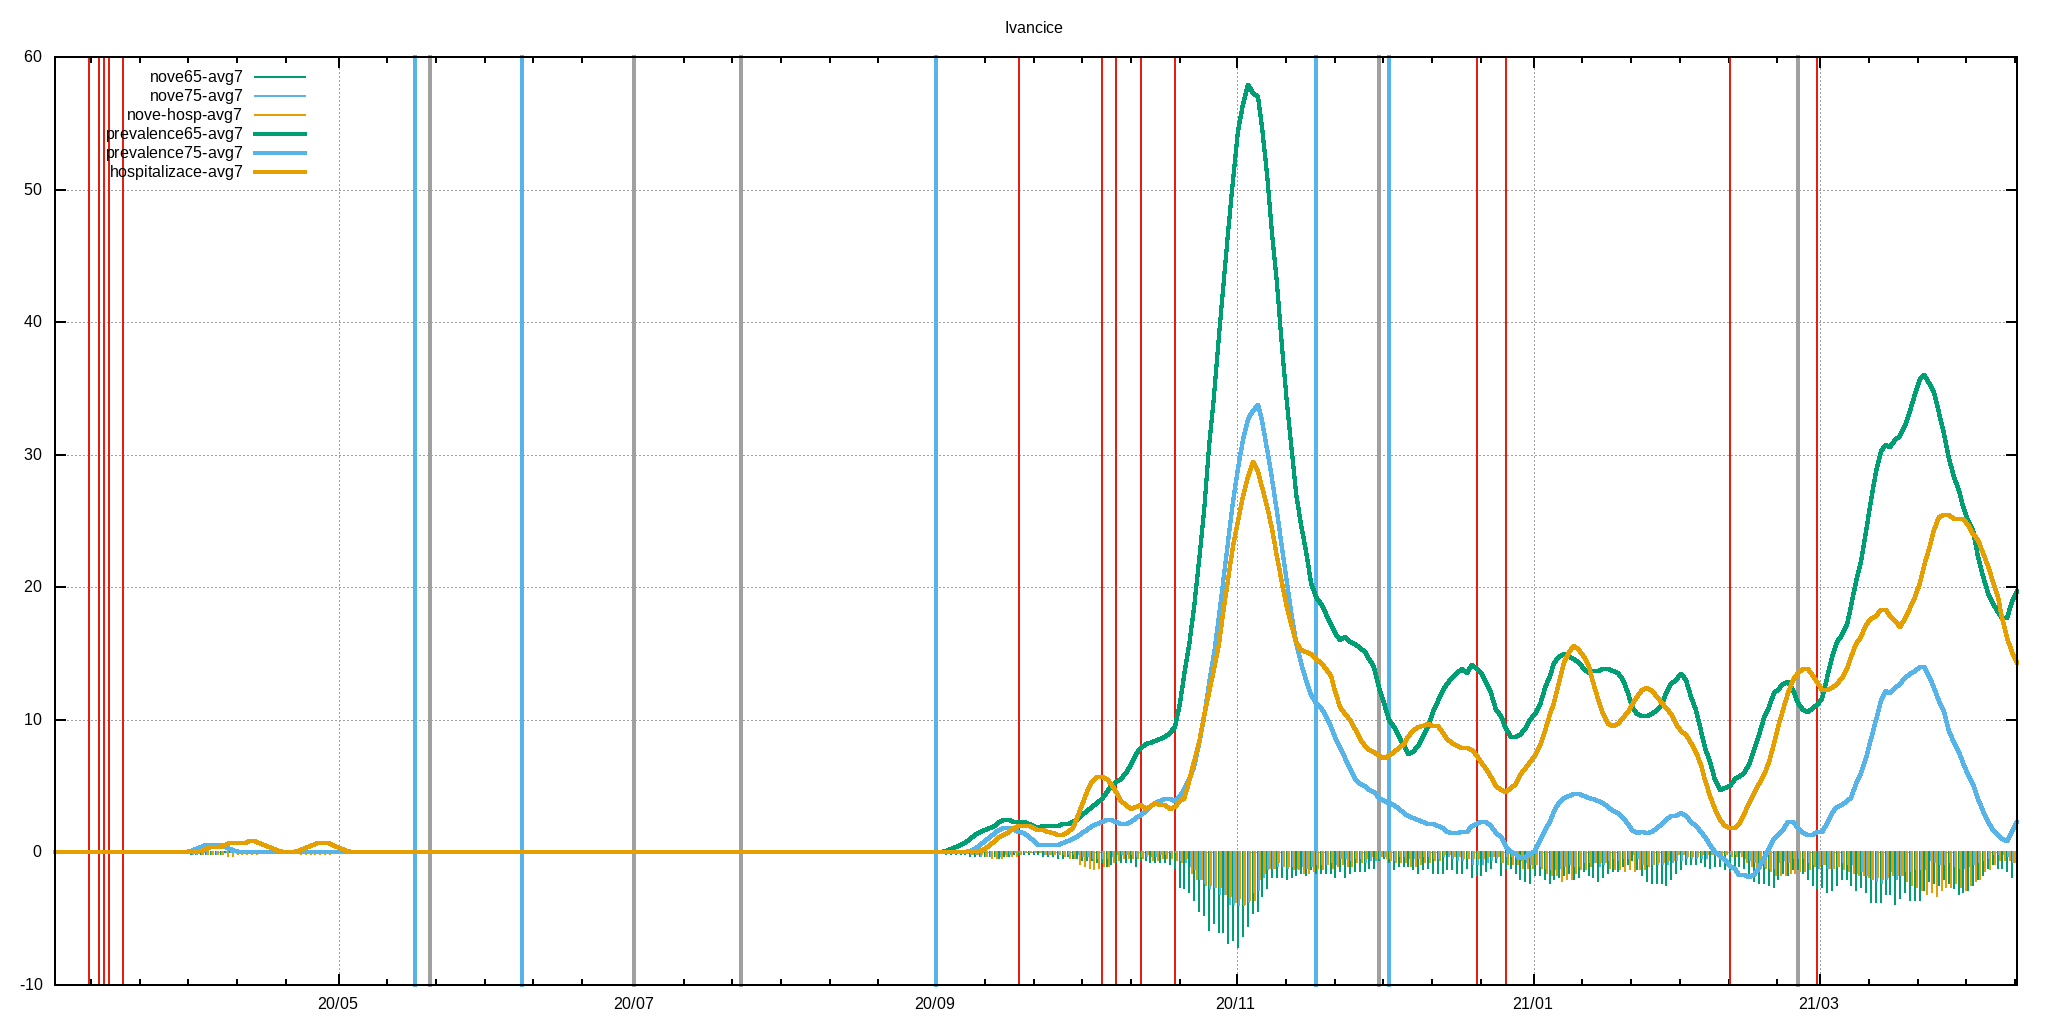 Ivancice
60
nove65-avg7
nove75-avg7
nove-hosp-avg7
prevalence65-avg7
prevalence75-avg7
hospitalizace-avg7
50
40
30
20
10
0
-10
20/05 20/07 20/09 20/11 21/01 21/03